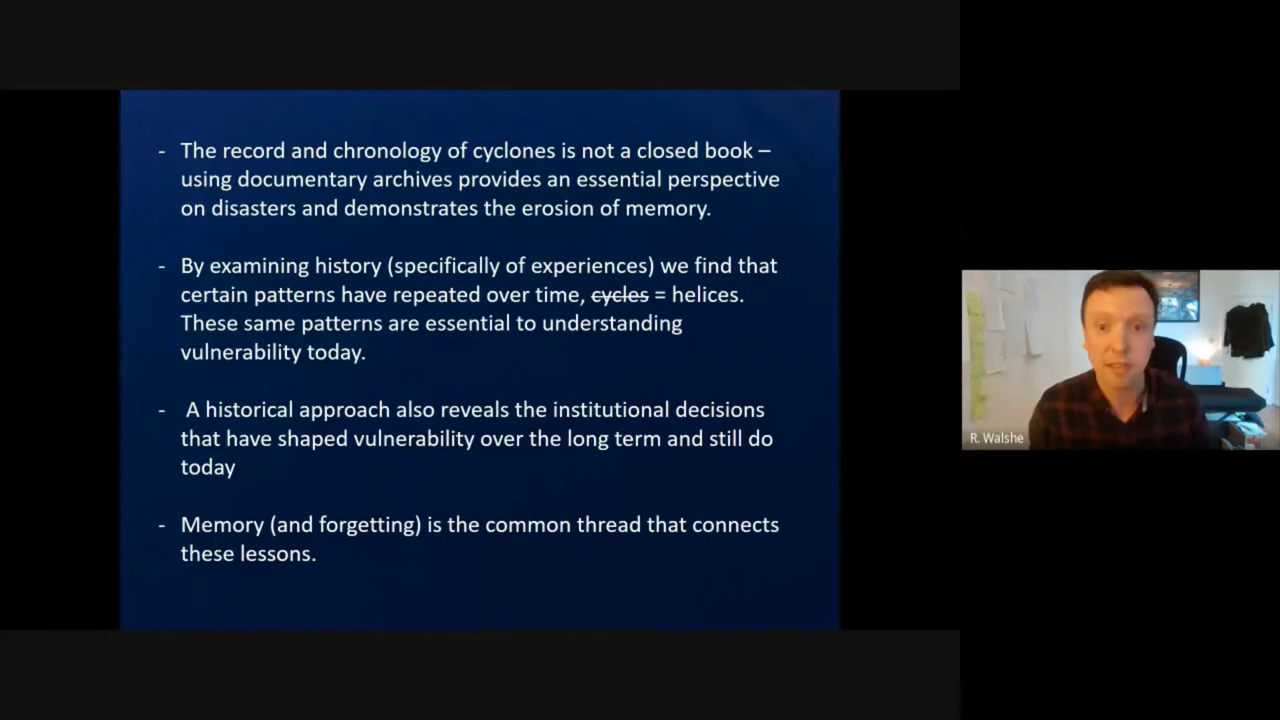 - The record and chronology of cyclones is not a closed book –
using documentary archives provides an essential perspective
on disasters and demonstrates the erosion of memory.
- By examining history (specifically of experiences) we find that
certain patterns have repeated over time, cycles = helices.
These same patterns are essential to understanding
vulnerability today.
- A historical approach also reveals the institutional decisions
that have shaped vulnerability over the long term and still do
today
- Memory (and forgetting) is the common thread that connects
these lessons.
R. Walshe